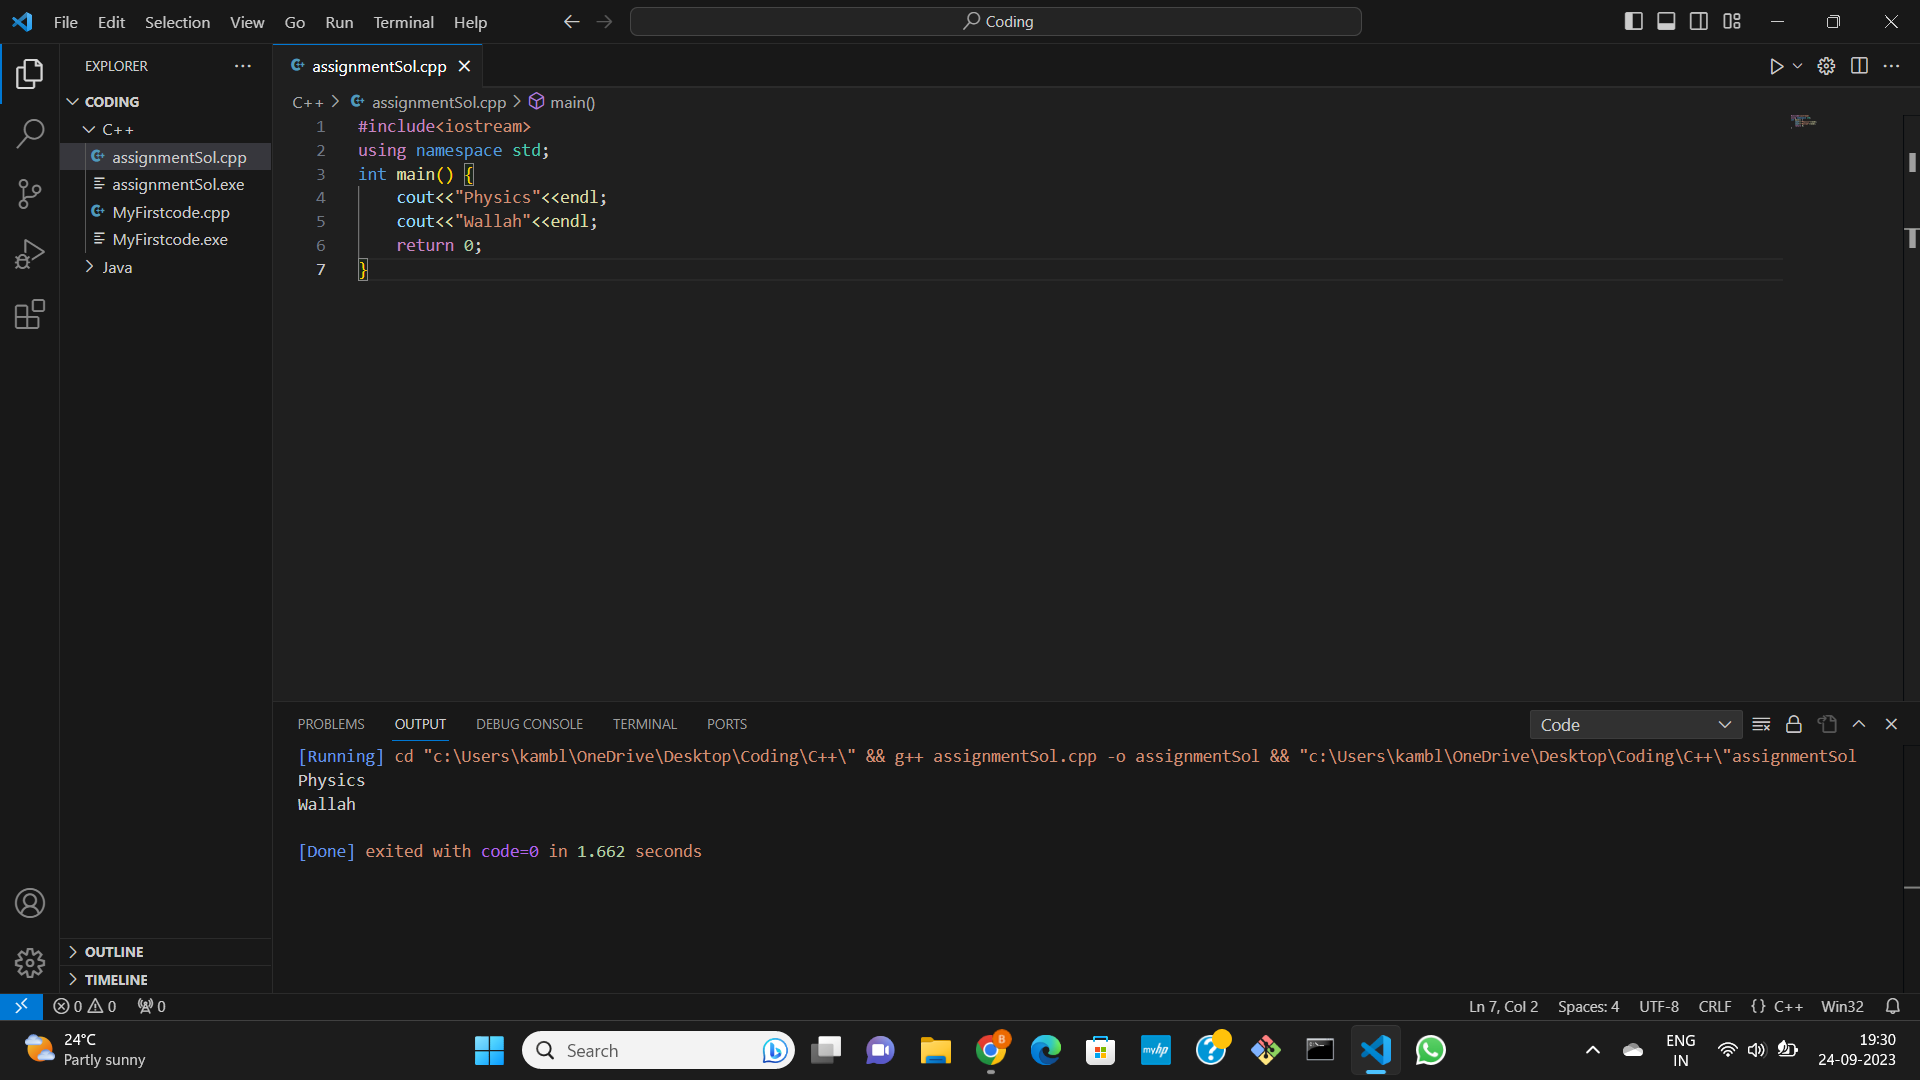 File Edit Selection View Go Run Terminal Help
Coding
EXPLORER
CODING
C++
assignmentSol.cpp
assignmentSol.exe
MyFirstcode.cpp
MyFirstcode.exe
Java
OUTLINE
TIMELINE
assignmentSol.cpp
C++ > assignmentSol.cpp > main()
1 #include<iostream>
2 using namespace std;
3 int main() {
4     cout<<"Physics"<<endl;
5     cout<<"Wallah"<<endl;
6     return 0;
7 }
PROBLEMS OUTPUT DEBUG CONSOLE TERMINAL PORTS
Code
[Running] cd "c:\Users\kambl\OneDrive\Desktop\Coding\C++\" && g++ assignmentSol.cpp -o assignmentSol && "c:\Users\kambl\OneDrive\Desktop\Coding\C++\"assignmentSol
Physics
Wallah
[Done] exited with code=0 in 1.662 seconds
0 0 0
Ln 7, Col 2 Spaces: 4 UTF-8 CRLF {} C++ Win32
24°C
Partly sunny
Search
B
myhp
ENG
IN
19:30
24-09-2023